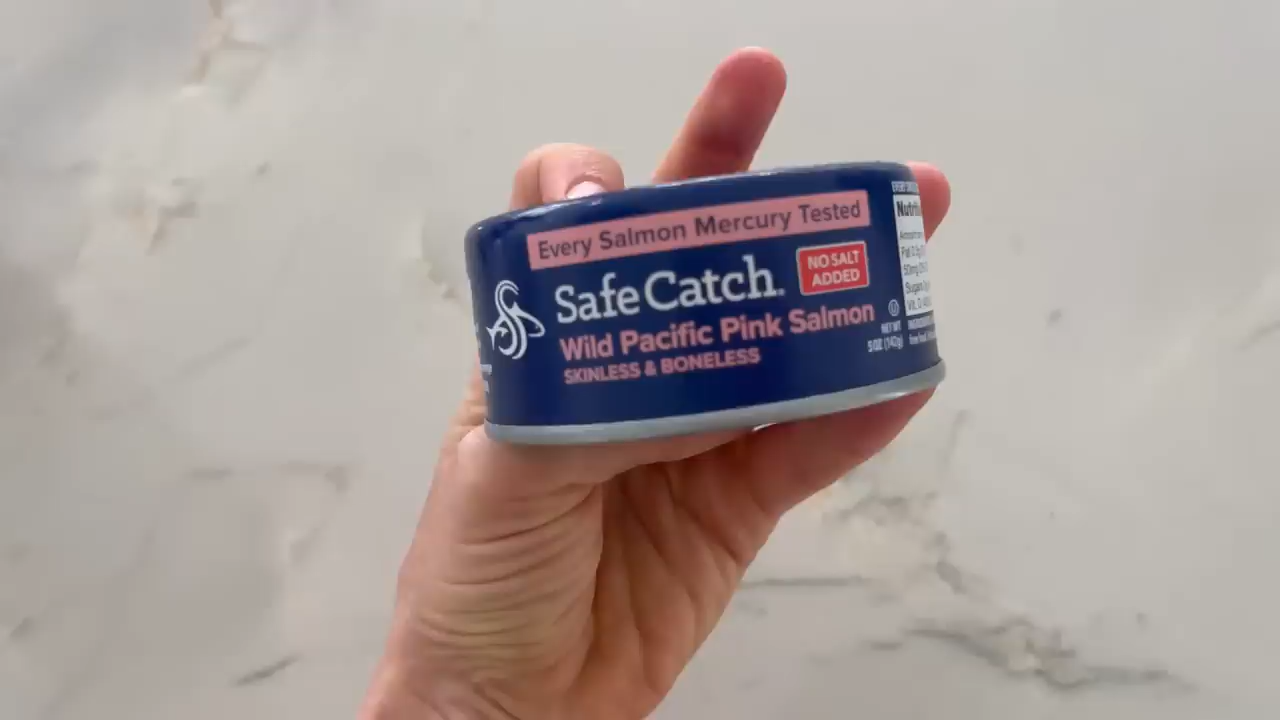 Every Salmon Mercury Tested
Safe Catch.
NO SALT
ADDED
Wild Pacific Pink Salmon
SKINLESS & BONELESS
NET WT
5 OZ (142g)